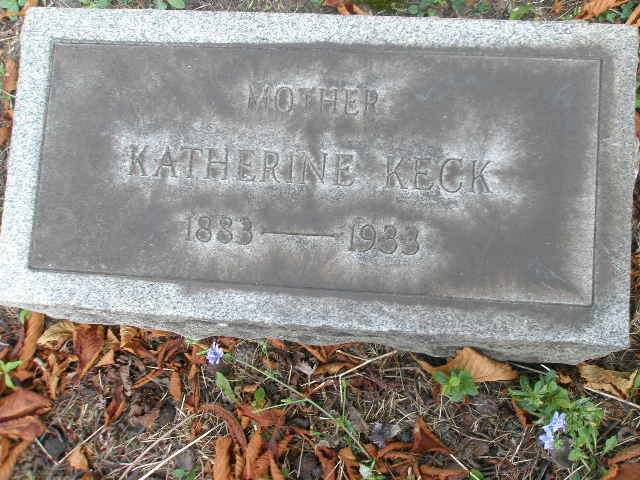 MOTHER
KATHERINE KECK
1883 — 1933